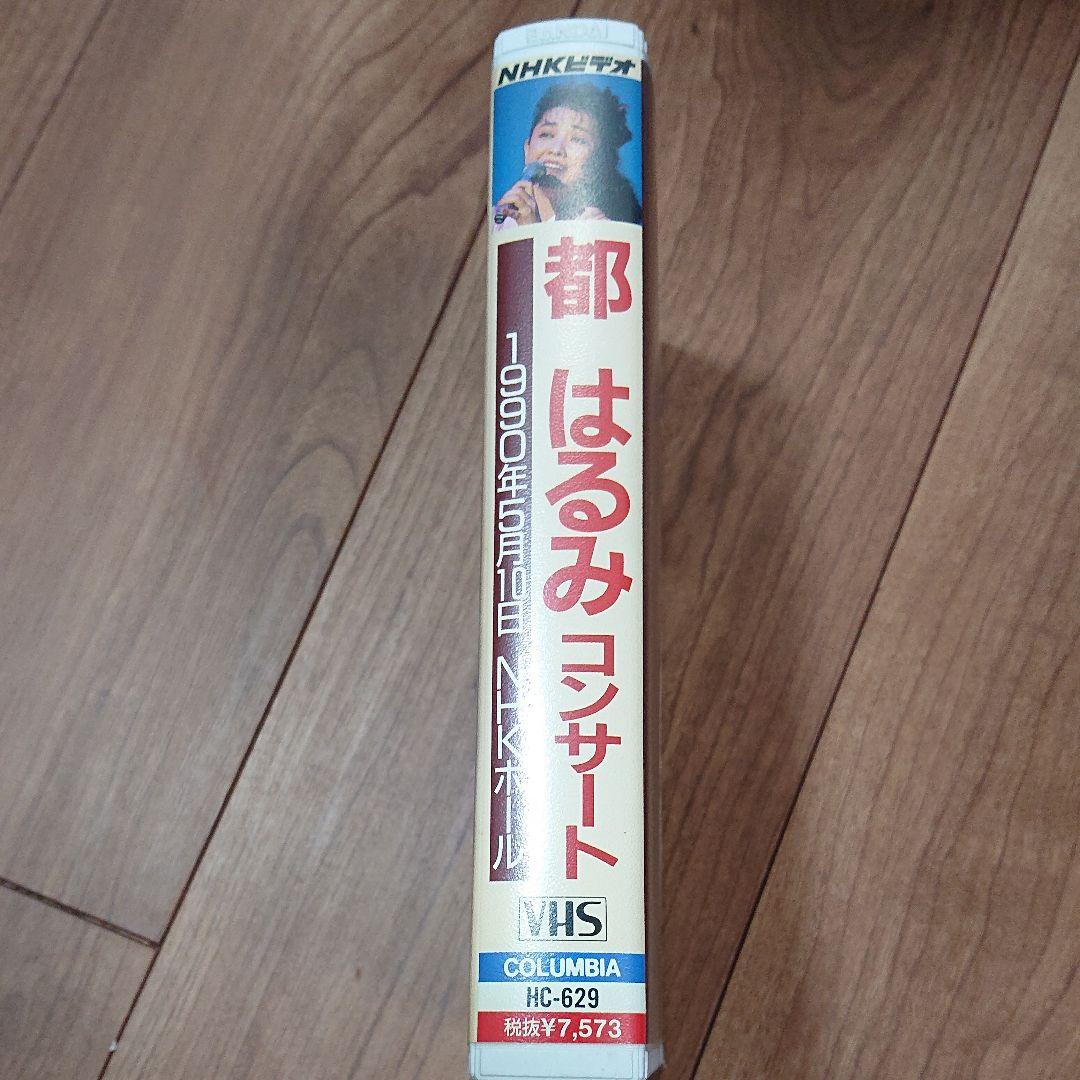 BANDAI
NHKビデオ
都 はるみ コンサート
1990年5月10日 NHKホール
VHS
COLUMBIA
HC-629
税抜¥7,573